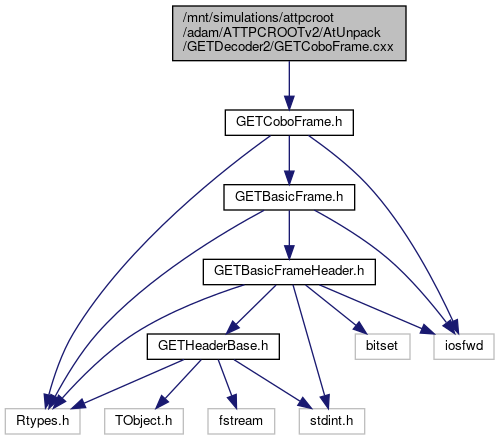 /mnt/simulations/attpcroot
/adam/ATTPCROOTv2/AtUnpack
/GETDecoder2/GETCoboFrame.cxx
GETCoboFrame.h
GETBasicFrame.h
GETBasicFrameHeader.h
GETHeaderBase.h
bitset
iosfwd
Rtypes.h
TObject.h
fstream
stdint.h